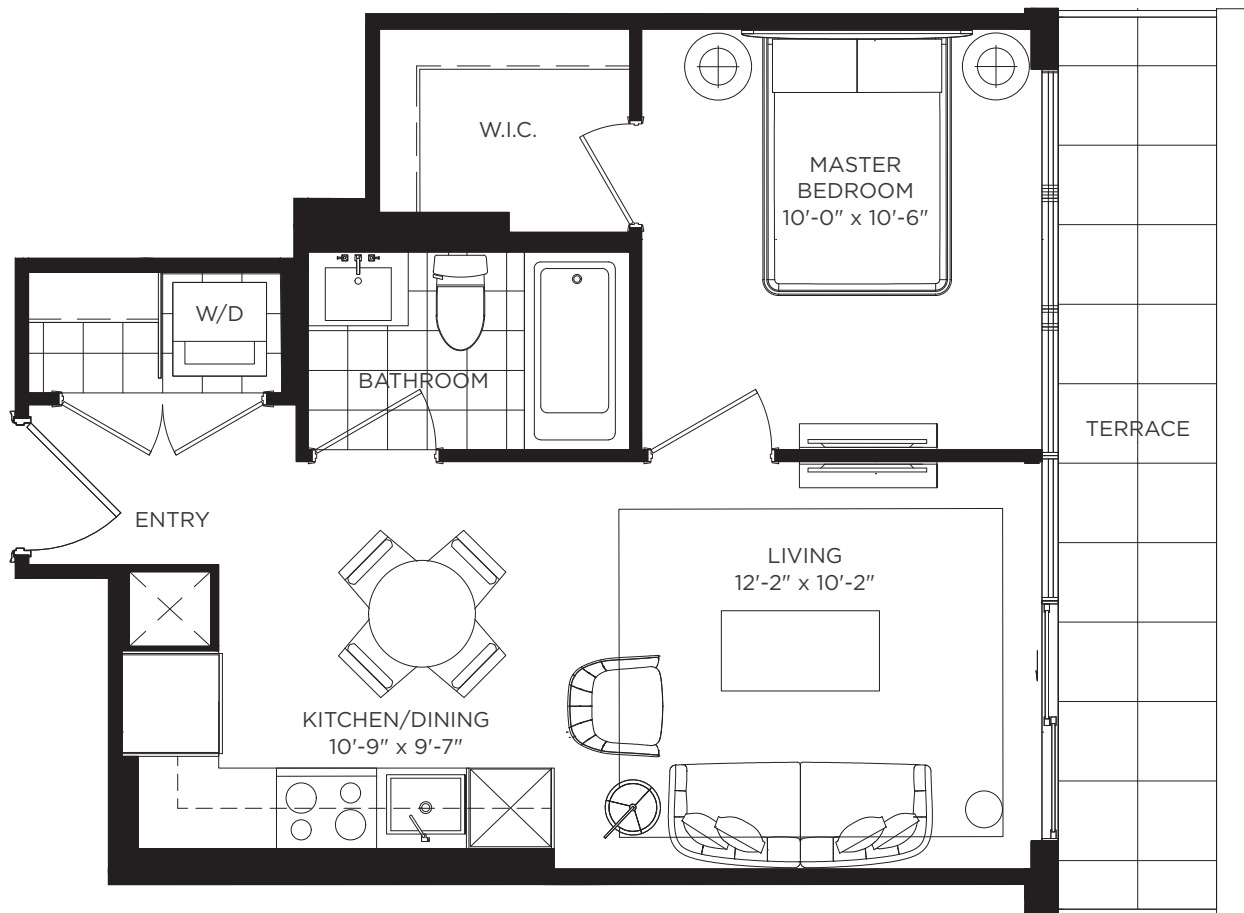 W.I.C.
MASTER
BEDROOM
10'-0" x 10'-6"
W/D
BATHROOM
TERRACE
ENTRY
LIVING
12'-2" x 10'-2"
KITCHEN/DINING
10'-9" x 9'-7"